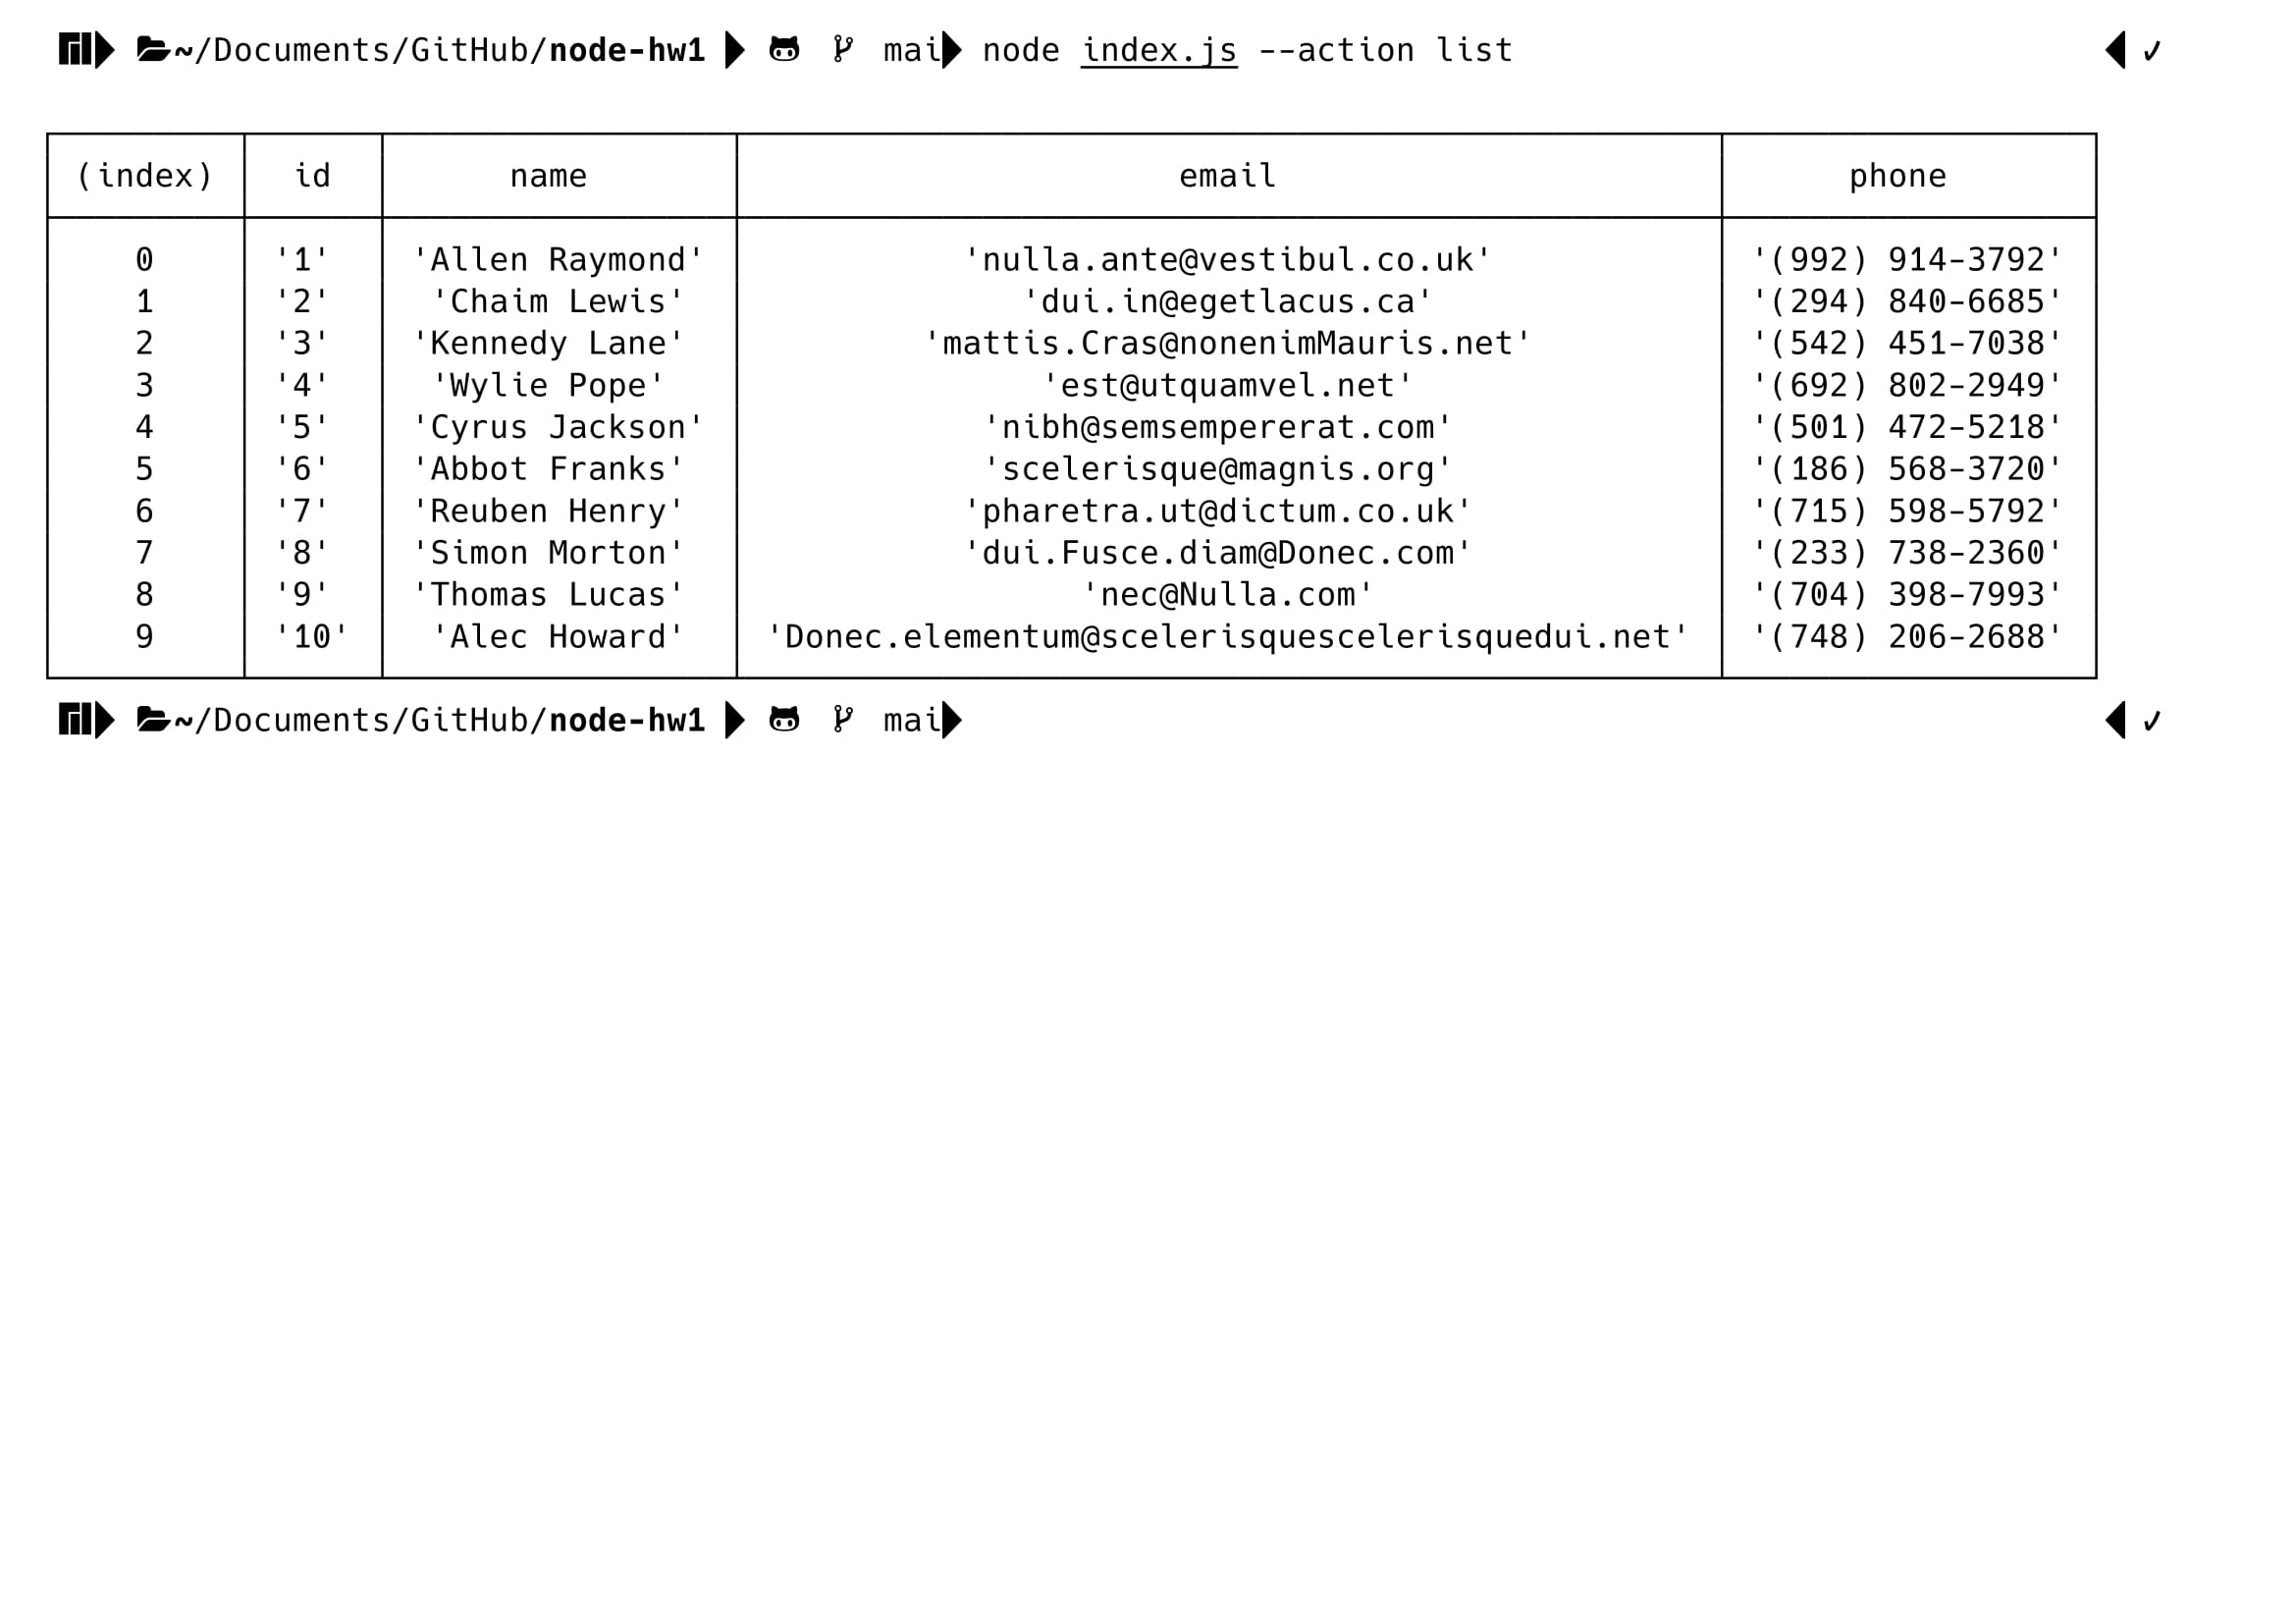 ~/Documents/GitHub/node-hw1 mai node index.js --action list ✓
(index) id name email phone
0 '1' 'Allen Raymond' 'nulla.ante@vestibul.co.uk' '(992) 914-3792'
1 '2' 'Chaim Lewis' 'dui.in@egetlacus.ca' '(294) 840-6685'
2 '3' 'Kennedy Lane' 'mattis.Cras@nonenimMauris.net' '(542) 451-7038'
3 '4' 'Wylie Pope' 'est@utquamvel.net' '(692) 802-2949'
4 '5' 'Cyrus Jackson' 'nibh@semsempererat.com' '(501) 472-5218'
5 '6' 'Abbot Franks' 'scelerisque@magnis.org' '(186) 568-3720'
6 '7' 'Reuben Henry' 'pharetra.ut@dictum.co.uk' '(715) 598-5792'
7 '8' 'Simon Morton' 'dui.Fusce.diam@Donec.com' '(233) 738-2360'
8 '9' 'Thomas Lucas' 'nec@Nulla.com' '(704) 398-7993'
9 '10' 'Alec Howard' 'Donec.elementum@scelerisquescelerisquedui.net' '(748) 206-2688'
~/Documents/GitHub/node-hw1 mai ✓